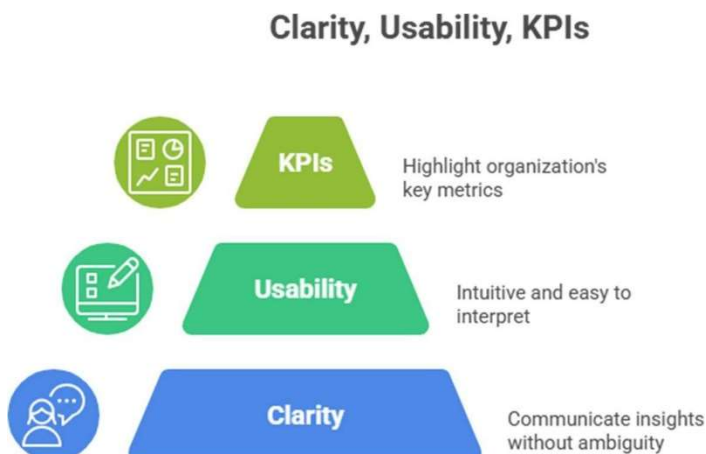 Clarity, Usability, KPIs
KPIs
Highlight organization's
key metrics
Usability
Intuitive and easy to
interpret
Clarity
Communicate insights
without ambiguity